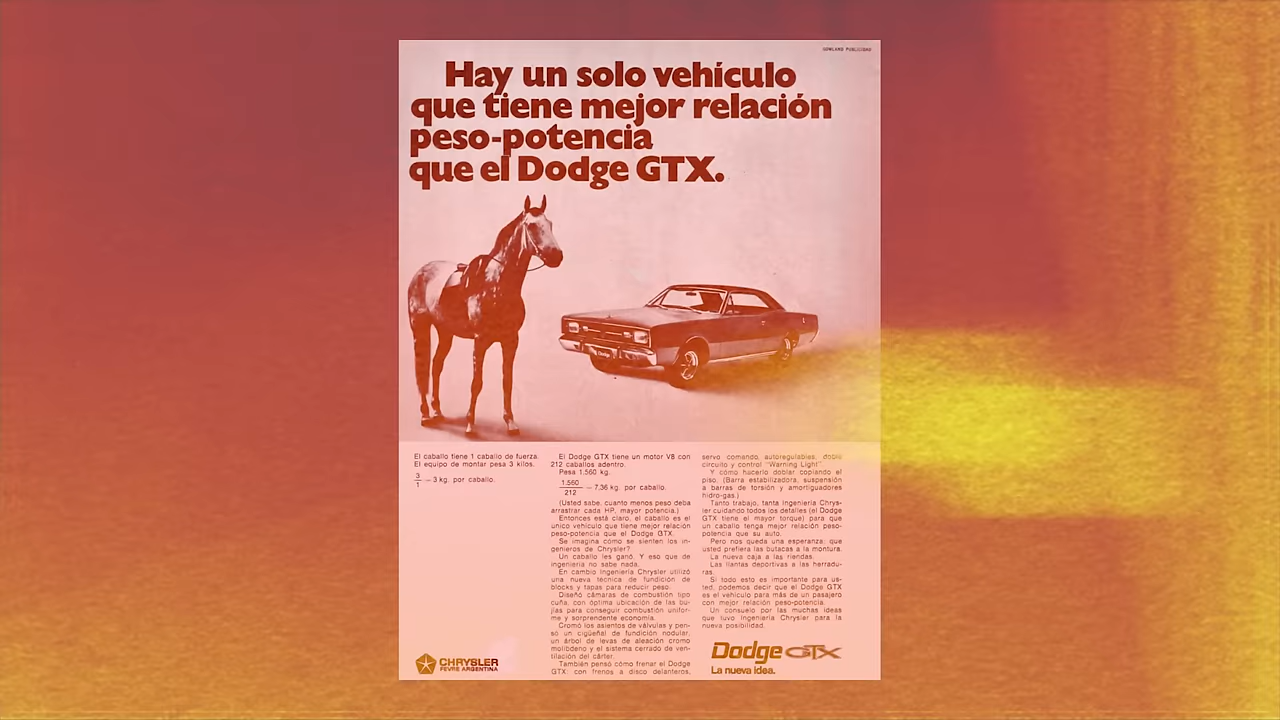 GOWLAND PUBLICIDAD
Hay un solo vehículo
que tiene mejor relación
peso-potencia
que el Dodge GTX.
El caballo tiene 1 caballo de fuerza.
El equipo de montar pesa 3 kilos.
3
— = 3 kg. por caballo.
1
El Dodge GTX tiene un motor V8 con
212 caballos adentro.
Pesa 1.560 kg.
1.560
— = 7,36 kg. por caballo.
212
(Usted sabe, cuanto menos peso deba
arrastrar cada HP, mayor potencia.)
Entonces está claro, el caballo es el
único vehículo que tiene mejor relación
peso-potencia que el Dodge GTX.
Se imagina cómo se sienten los in-
genieros de Chrysler?
Un caballo les ganó. Y eso que de
ingeniería no sabe nada.
En cambio Ingeniería Chrysler utilizó
una nueva técnica de fundición de
blocks y tapas para reducir peso.
Diseñó cámaras de combustión tipo
cuña, con óptima ubicación de las bu-
jías para conseguir combustión unifor-
me y sorprendente economía.
Cromó los asientos de válvulas y pen-
só un cigüeñal de fundición nodular,
un árbol de levas de aleación cromo
molibdeno y el sistema cerrado de ven-
tilación del cárter.
También pensó cómo frenar el Dodge
GTX: con frenos a disco delanteros,
servo comando, autoregulables, doble
circuito y control "Warning Light".
Y cómo hacerlo doblar copiando el
piso. (Barra estabilizadora, suspensión
a barras de torsión y amortiguadores
hidro-gas.)
Tanto trabajo, tanta Ingeniería Chrys-
ler cuidando todos los detalles (el Dodge
GTX tiene el mayor torque) para que
un caballo tenga mejor relación peso-
potencia que su auto.
Pero nos queda una esperanza: que
usted prefiera las butacas a la montura.
La nueva caja a las riendas.
Las llantas deportivas a las herradu-
ras.
Si todo esto es importante para us-
ted, podemos decir que el Dodge GTX
es el vehículo para más de un pasajero
con mejor relación peso-potencia.
Un consuelo por las muchas ideas
que tuvo Ingeniería Chrysler para la
nueva posibilidad.
CHRYSLER
FEVRE ARGENTINA
Dodge GTX
La nueva idea.